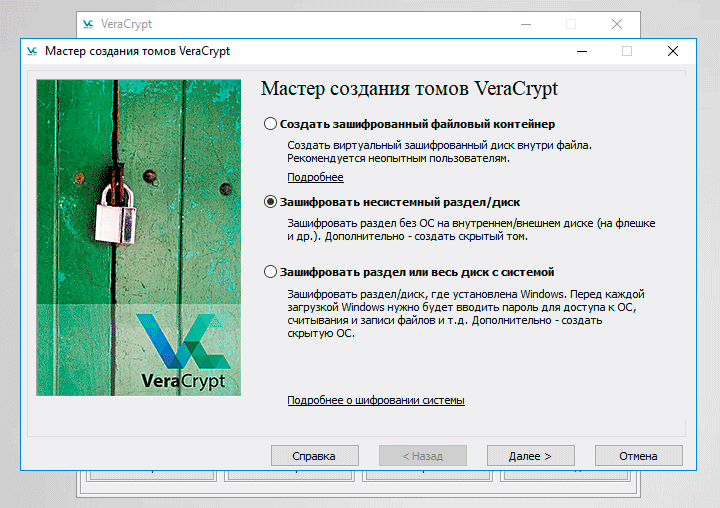 VeraCrypt
Мастер создания томов VeraCrypt
Мастер создания томов VeraCrypt
Создать зашифрованный файловый контейнер
Создать виртуальный зашифрованный диск внутри файла.
Рекомендуется неопытным пользователям.
Подробнее
Зашифровать несистемный раздел/диск
Зашифровать раздел без ОС на внутреннем/внешнем диске (на флешке
и др.). Дополнительно - создать скрытый том.
Зашифровать раздел или весь диск с системой
Зашифровать раздел/диск, где установлена Windows. Перед каждой
загрузкой Windows нужно будет вводить пароль для доступа к ОС,
считывания и записи файлов и т.д. Дополнительно - создать
скрытую ОС.
VeraCrypt
Подробнее о шифровании системы
Справка
< Назад
Далее >
Отмена